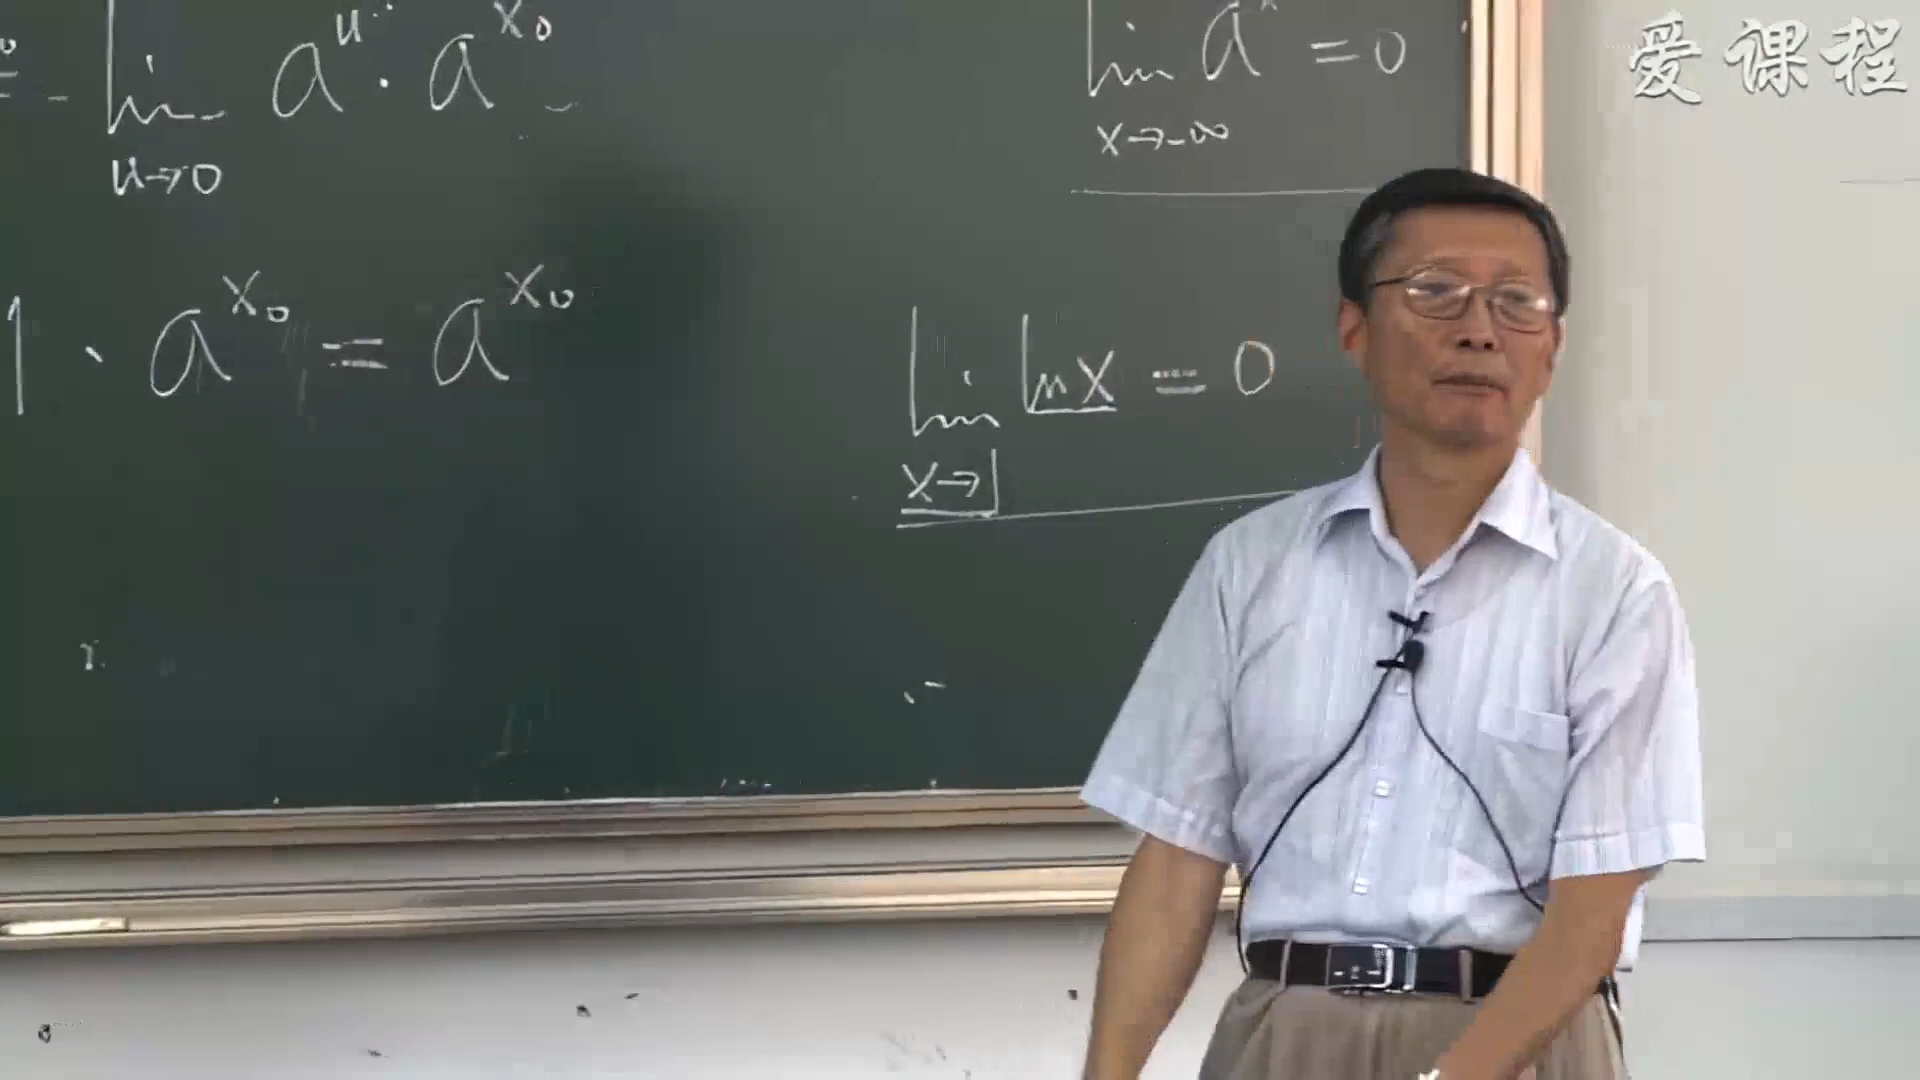 = lim a^u · a^{x₀}
u→0
1 · a^{x₀} = a^{x₀}
lim a^x = 0
x→-∞
lim ln x = 0
x→1
爱课程